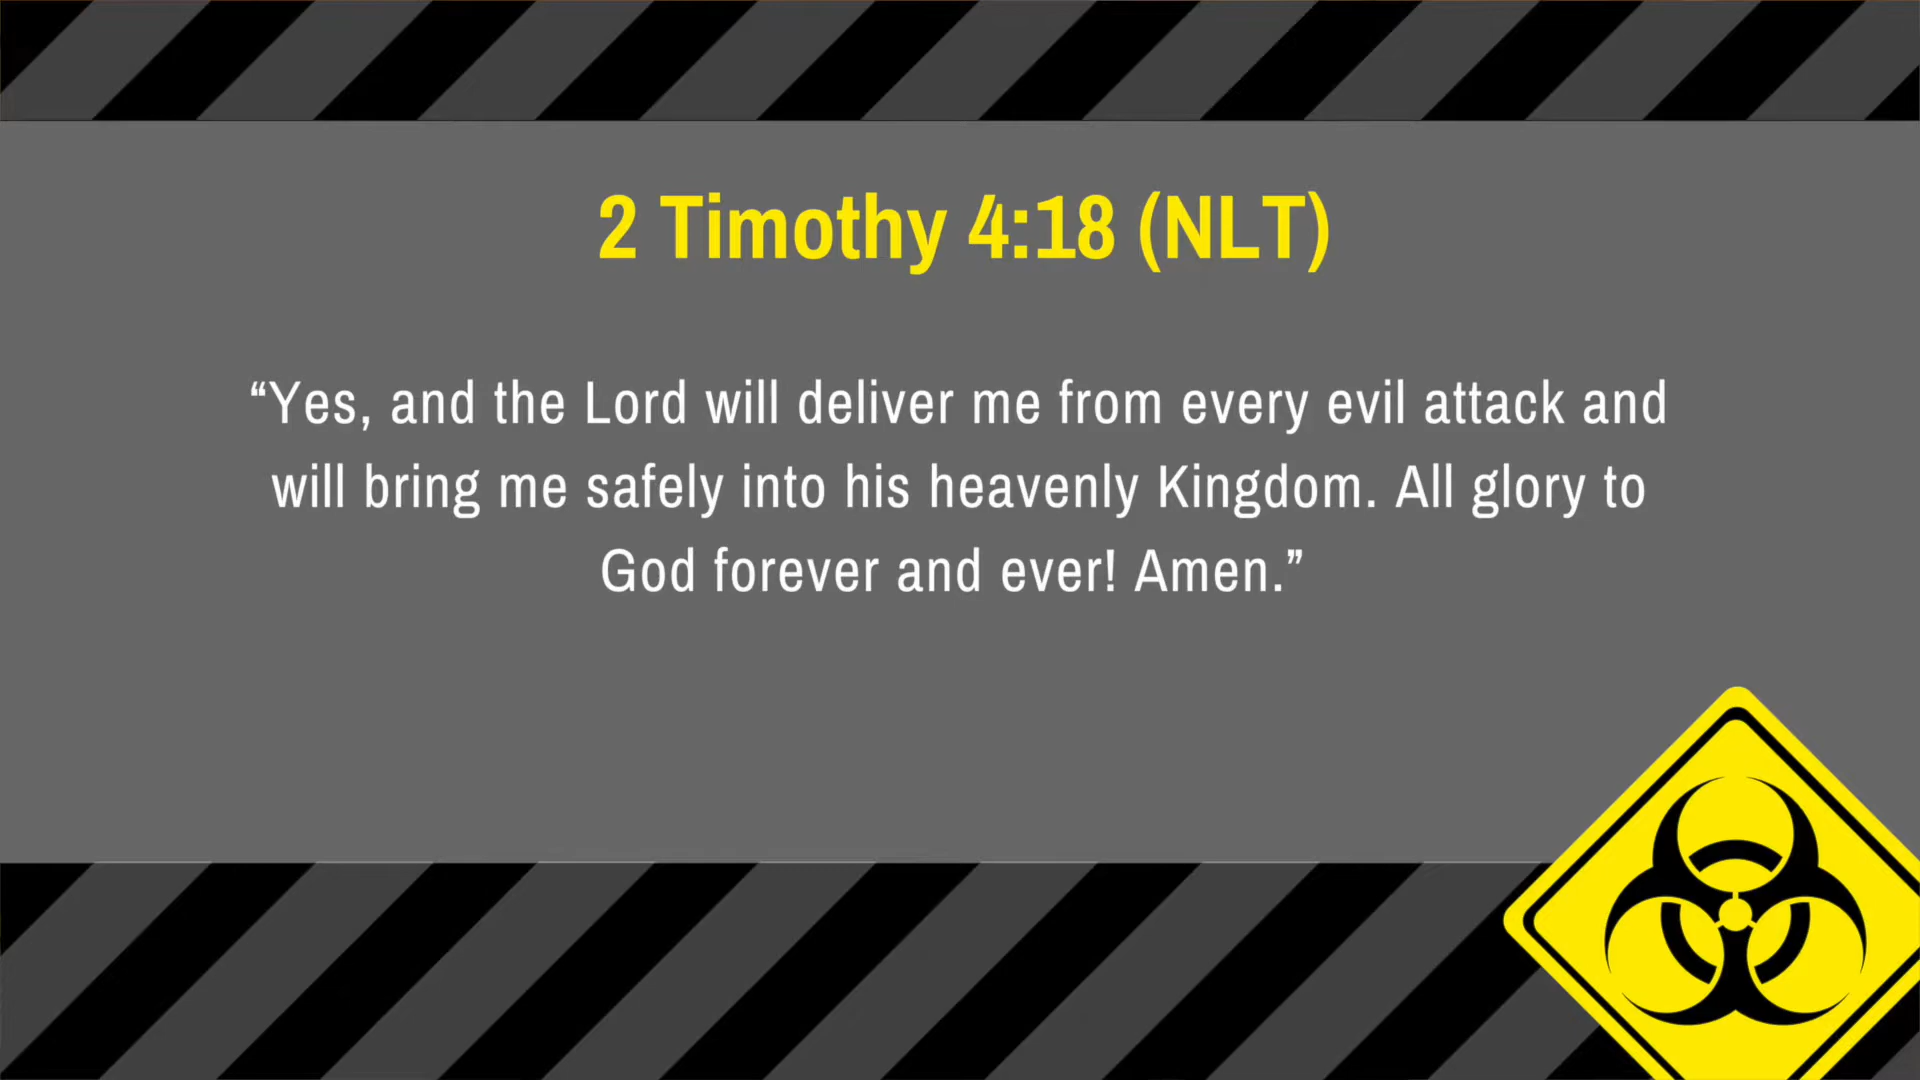 2 Timothy 4:18 (NLT)
“Yes, and the Lord will deliver me from every evil attack and
will bring me safely into his heavenly Kingdom. All glory to
God forever and ever! Amen.”